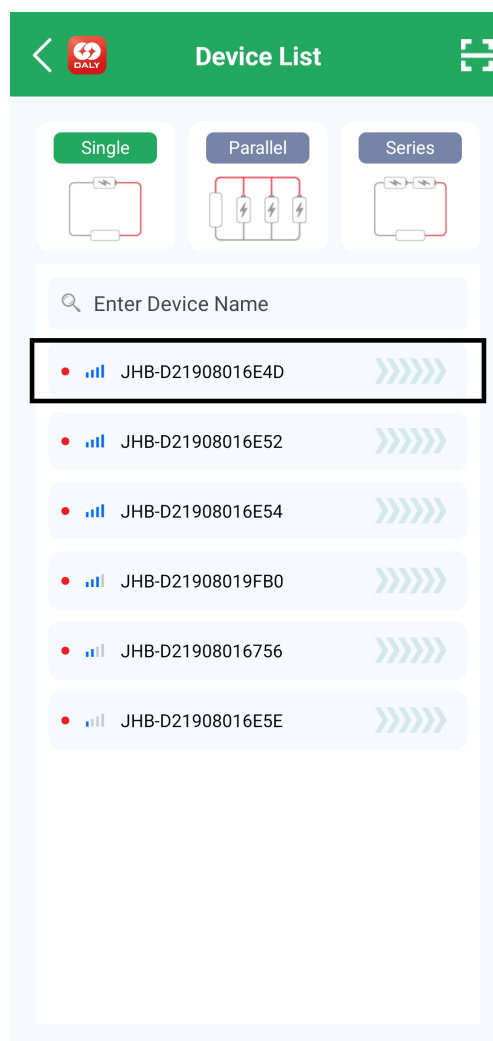 DALY
Device List
Single
Parallel
Series
Enter Device Name
JHB-D21908016E4D
JHB-D21908016E52
JHB-D21908016E54
JHB-D21908019FB0
JHB-D21908016756
JHB-D21908016E5E